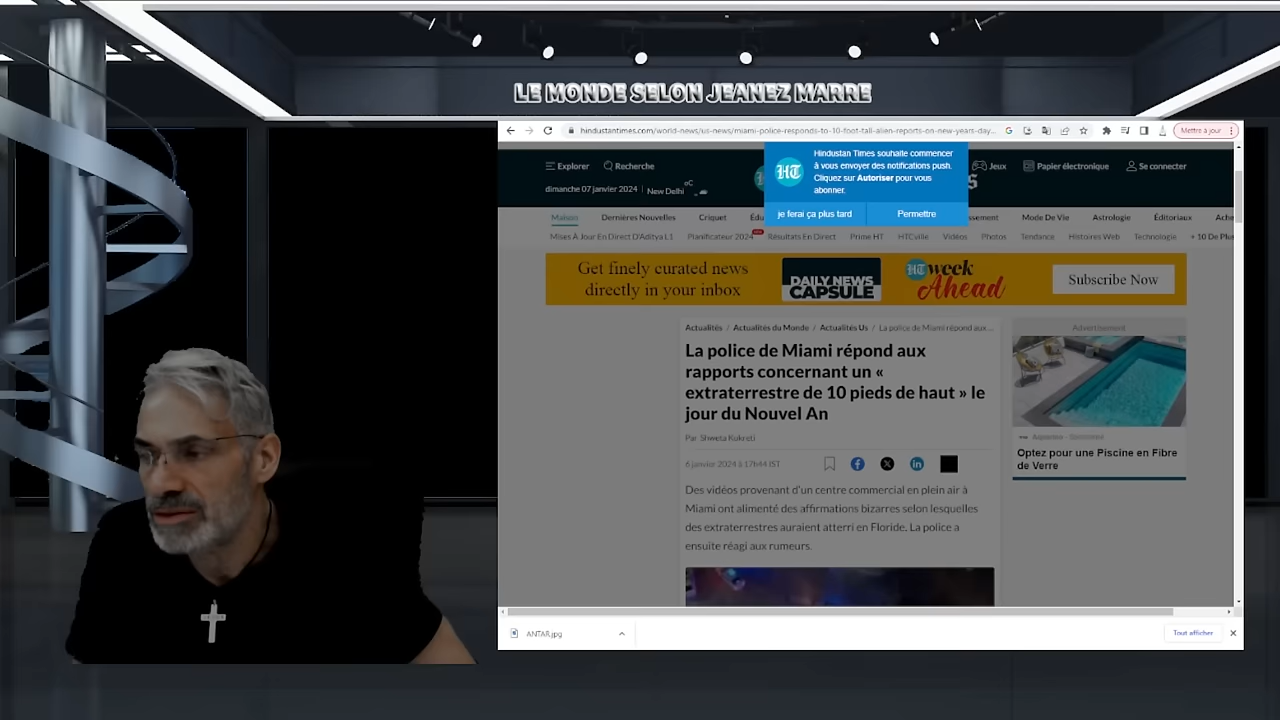 LE MONDE SELON JEANEZ MARRE
hindustantimes.com/world-news/us-news/miami-police-responds-to-10-foot-tall-alien-reports-on-new-years-day...
Mettre à jour
Hindustan Times souhaite commencer
à vous envoyer des notifications push.
Cliquez sur Autoriser pour vous
abonner.
je ferai ça plus tard
Permettre
HT
Explorer
Recherche
Jeux
Papier électronique
Se connecter
dimanche 07 janvier 2024
New Delhi
Maison
Dernières Nouvelles
Criquet
Mode De Vie
Astrologie
Éditoriaux
Mises À Jour En Direct D'Aditya L1
Planificateur 2024
Résultats En Direct
Prime HT
HTCville
Vidéos
Photos
Tendance
Histoires Web
Technologie
+ 10 De Plus
Get finely curated news
directly in your inbox
DAILY NEWS
CAPSULE
HT week
Ahead
Subscribe Now
Actualités / Actualités du Monde / Actualités Us / La police de Miami répond aux ...
La police de Miami répond aux
rapports concernant un «
extraterrestre de 10 pieds de haut » le
jour du Nouvel An
Par Shweta Kukreti
6 janvier 2024 à 17h44 IST
Des vidéos provenant d'un centre commercial en plein air à
Miami ont alimenté des affirmations bizarres selon lesquelles
des extraterrestres auraient atterri en Floride. La police a
ensuite réagi aux rumeurs.
Advertisement
Optez pour une Piscine en Fibre
de Verre
ANTAR.jpg
Tout afficher